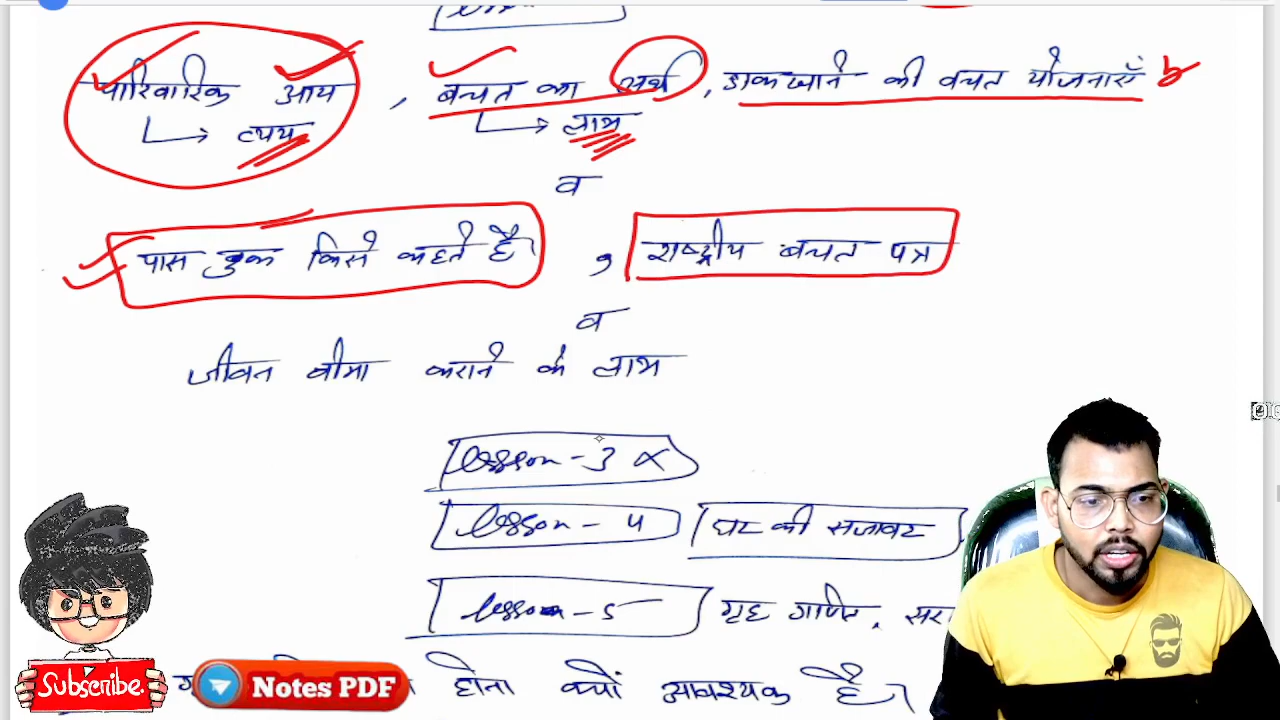 पारिवारिक आय , बचत का अर्थ , डाकखाने की बचत योजनाएँ
↳ व्यय ↳ लाभ
व
पास बुक किसे कहते है। , राष्ट्रीय बचत पत्र
व
जीवन बीमा कराने के लाभ
lesson - 3 X
lesson - 4 घर की सजावट
lesson - 5 गृह गणित,
होना क्यों आवश्यक है।
Subscribe.
Notes PDF